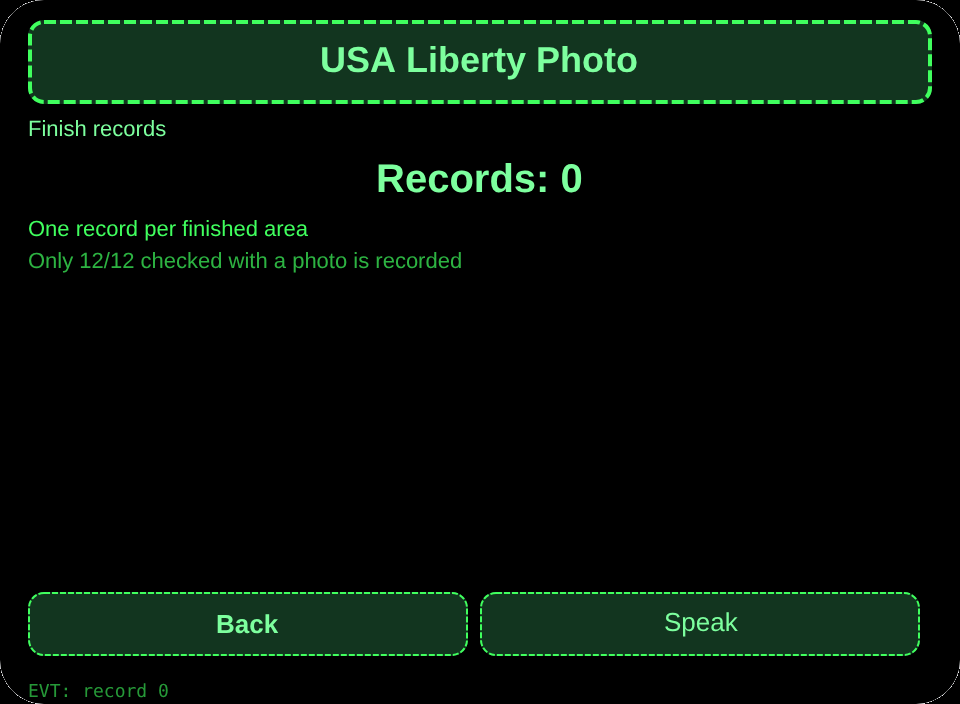 USA Liberty Photo
Finish records
Records: 0
One record per finished area
Only 12/12 checked with a photo is recorded
Back
Speak
EVT: record 0